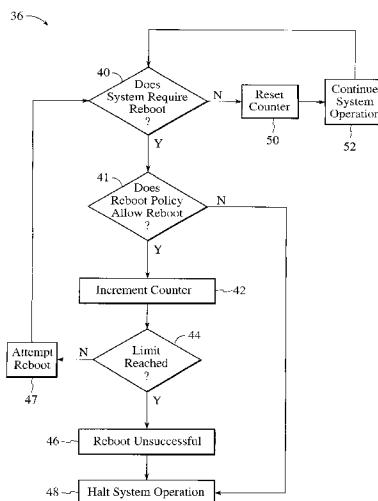 36
40
Does
System Require
Reboot
?
N
Reset
Counter
50
Continue
System
Operation
52
Y
41
Does
Reboot Policy
Allow Reboot
?
N
Y
Increment Counter
42
44
Limit
Reached
?
N
Attempt
Reboot
47
Y
46
Reboot Unsuccessful
48
Halt System Operation